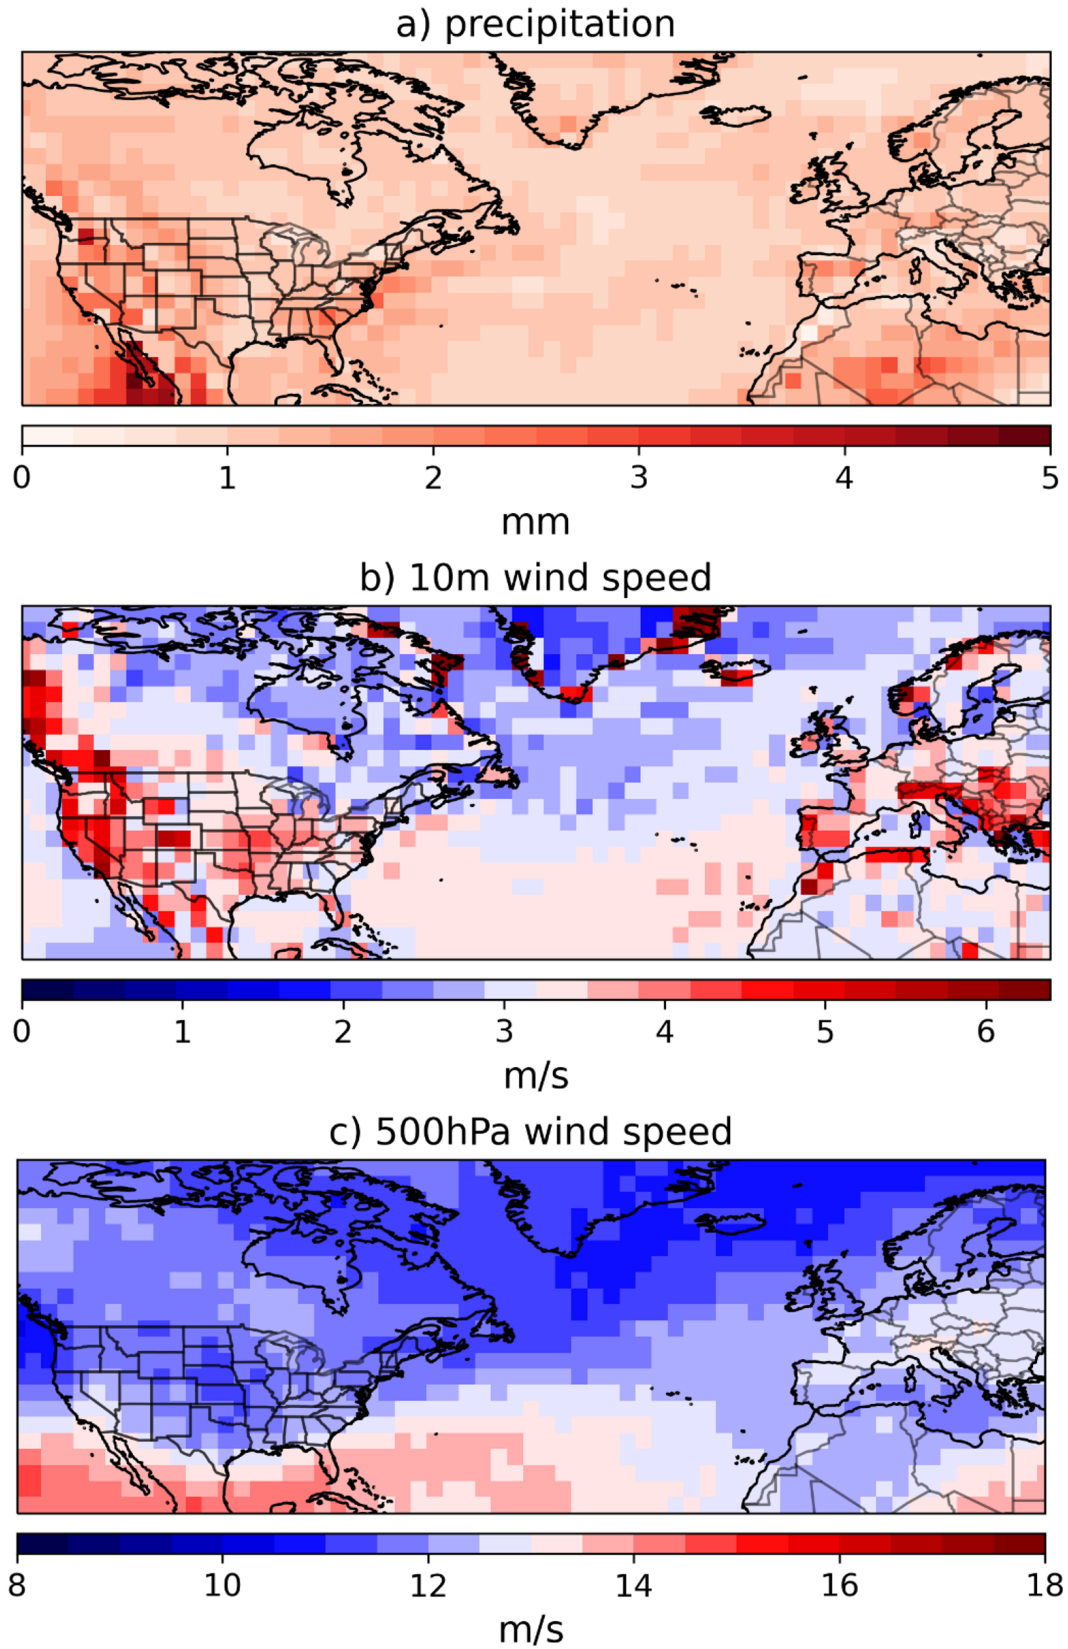 a) precipitation
0 1 2 3 4 5
mm
b) 10m wind speed
0 1 2 3 4 5 6
m/s
c) 500hPa wind speed
8 10 12 14 16 18
m/s